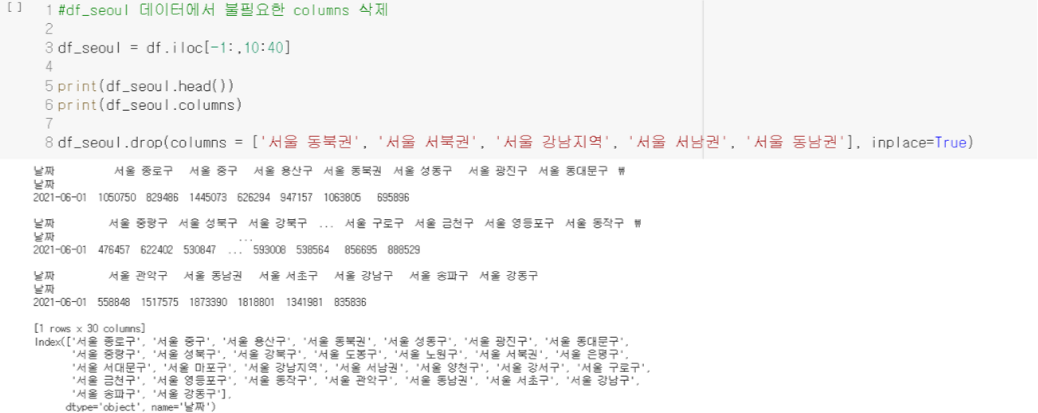 [ ] 1 #df_seoul 데이터에서 불필요한 columns 삭제
2
3 df_seoul = df.iloc[-1:,10:40]
4
5 print(df_seoul.head())
6 print(df_seoul.columns)
7
8 df_seoul.drop(columns = ['서울 동북권', '서울 서북권', '서울 강남지역', '서울 서남권', '서울 동남권'], inplace=True)
날짜 서울 종로구 서울 중구 서울 용산구 서울 동북권 서울 성동구 서울 광진구 서울 동대문구 ₩
날짜
2021-06-01 1050750 829486 1445073 626294 947157 1063805 695896
날짜 서울 중랑구 서울 성북구 서울 강북구 ... 서울 구로구 서울 금천구 서울 영등포구 서울 동작구 ₩
날짜 ...
2021-06-01 476457 622402 530847 ... 593008 538564 856695 888529
날짜 서울 관악구 서울 동남권 서울 서초구 서울 강남구 서울 송파구 서울 강동구
날짜
2021-06-01 558848 1517575 1873390 1818801 1341981 835836
[1 rows x 30 columns]
Index(['서울 종로구', '서울 중구', '서울 용산구', '서울 동북권', '서울 성동구', '서울 광진구', '서울 동대문구',
'서울 중랑구', '서울 성북구', '서울 강북구', '서울 도봉구', '서울 노원구', '서울 서북권', '서울 은평구',
'서울 서대문구', '서울 마포구', '서울 강남지역', '서울 서남권', '서울 양천구', '서울 강서구', '서울 구로구',
'서울 금천구', '서울 영등포구', '서울 동작구', '서울 관악구', '서울 동남권', '서울 서초구', '서울 강남구',
'서울 송파구', '서울 강동구'],
dtype='object', name='날짜')